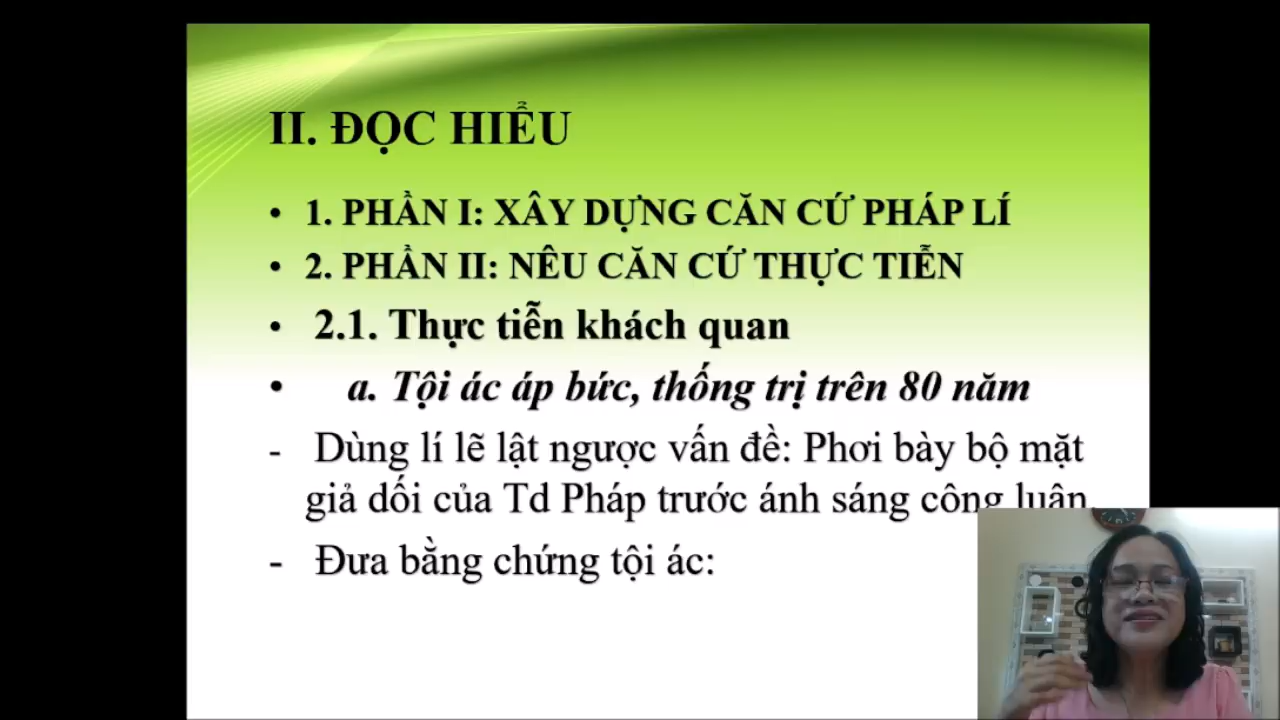 II. ĐỌC HIỂU
• 1. PHẦN I: XÂY DỰNG CĂN CỨ PHÁP LÍ
• 2. PHẦN II: NÊU CĂN CỨ THỰC TIỄN
• 2.1. Thực tiễn khách quan
• a. Tội ác áp bức, thống trị trên 80 năm
- Dùng lí lẽ lật ngược vấn đề: Phơi bày bộ mặt
giả dối của Td Pháp trước ánh sáng công luận
- Đưa bằng chứng tội ác: